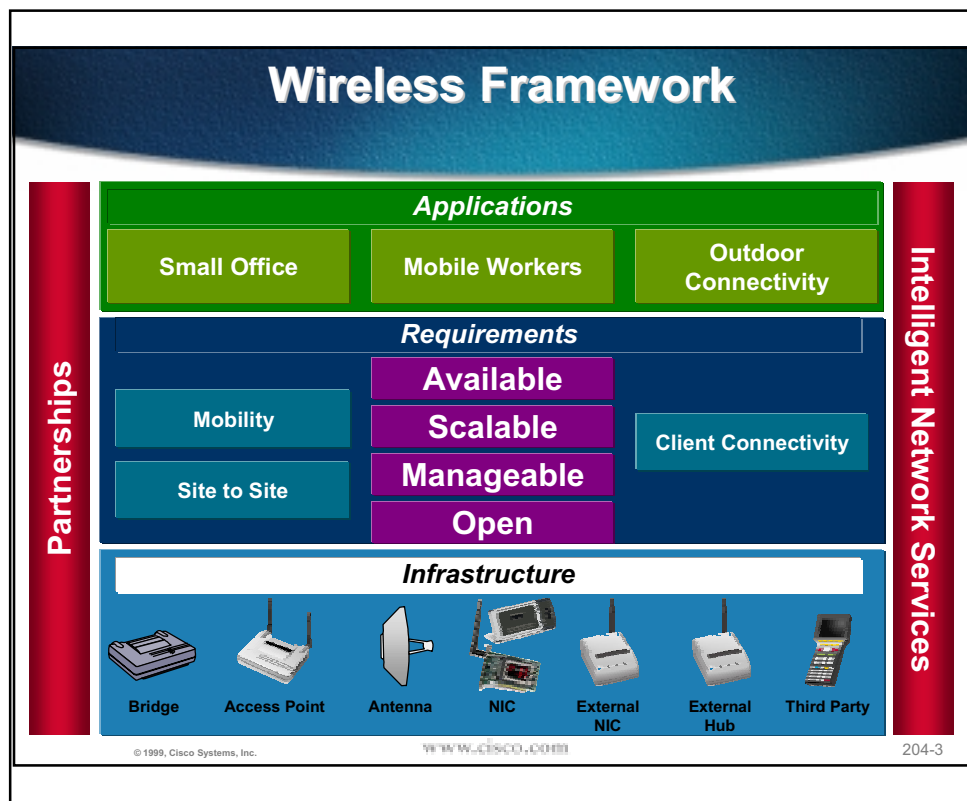 Wireless Framework
Partnerships
Applications
Small Office
Mobile Workers
Outdoor
Connectivity
Requirements
Mobility
Site to Site
Available
Scalable
Manageable
Open
Client Connectivity
Infrastructure
Bridge
Access Point
Antenna
NIC
External
NIC
External
Hub
Third Party
Intelligent Network Services
© 1999, Cisco Systems, Inc.
www.cisco.com
204-3